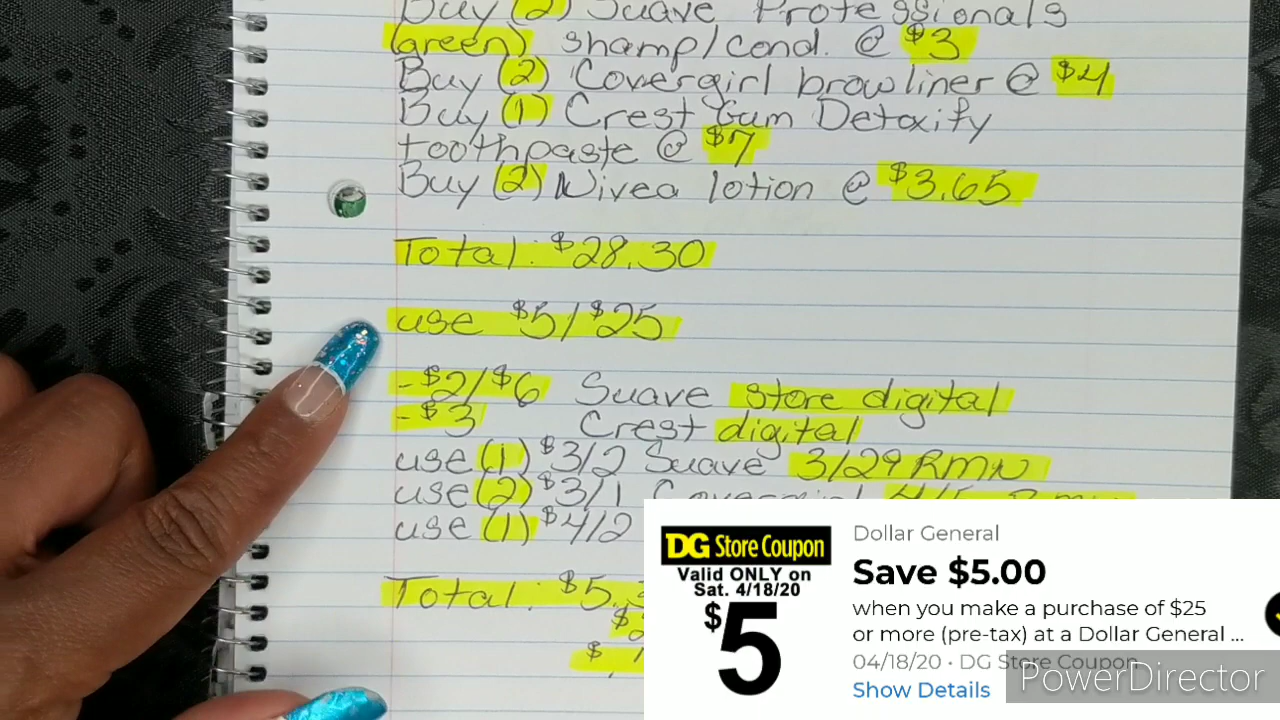 Buy (2) Suave Professionals
(green) shamp/cond. @ $3
Buy (2) Covergirl browliner @ $4
Buy (1) Crest Gum Detoxify
toothpaste @ $7
Buy (2) Nivea lotion @ $3.65
Total: $28.30
use $5/$25
-$2/$6 Suave store digital
-$3 Crest digital
use (1) $3/2 Suave 3/29 RMN
use (2) $3/1
use (1) $4/2
Total: $5.
DG Store Coupon
Valid ONLY on
Sat. 4/18/20
$5
Dollar General
Save $5.00
when you make a purchase of $25
or more (pre-tax) at a Dollar General ...
04/18/20 · DG Store Coupon
Show Details
PowerDirector